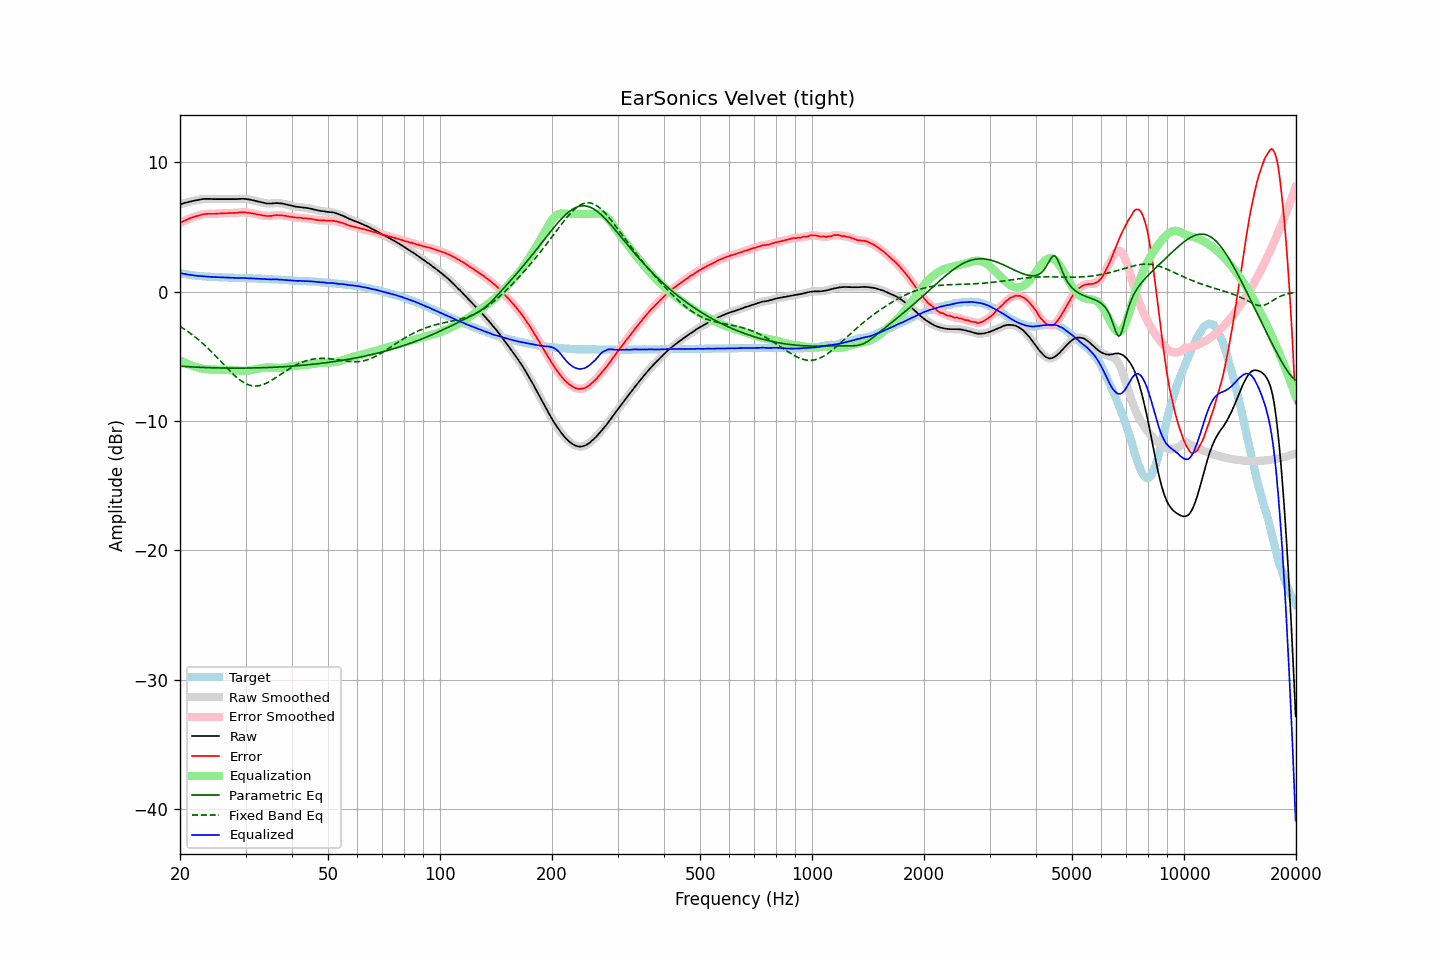 EarSonics Velvet (tight)
Amplitude (dBr)
10
0
−10
−20
−30
−40
Target
Raw Smoothed
Error Smoothed
Raw
Error
Equalization
Parametric Eq
Fixed Band Eq
Equalized
20 50 100 200 500 1000 2000 5000 10000 20000
Frequency (Hz)